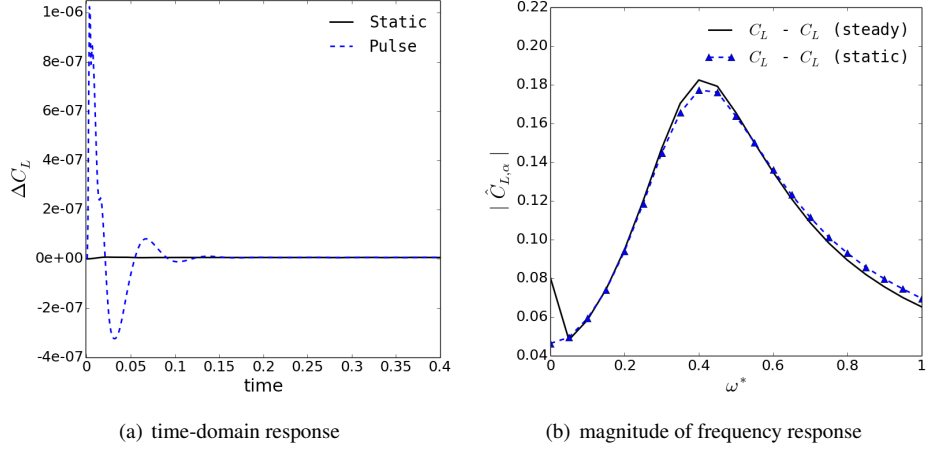 1e-06
8e-07
6e-07
4e-07
2e-07
0e+00
-2e-07
-4e-07
ΔC_L
Static
Pulse
0 0.05 0.1 0.15 0.2 0.25 0.3 0.35 0.4
time
(a) time-domain response
0.22
0.20
0.18
0.16
0.14
0.12
0.10
0.08
0.06
0.04
| Ĉ_{L,α} |
C_L - C_L (steady)
C_L - C_L (static)
0 0.2 0.4 0.6 0.8 1
ω*
(b) magnitude of frequency response